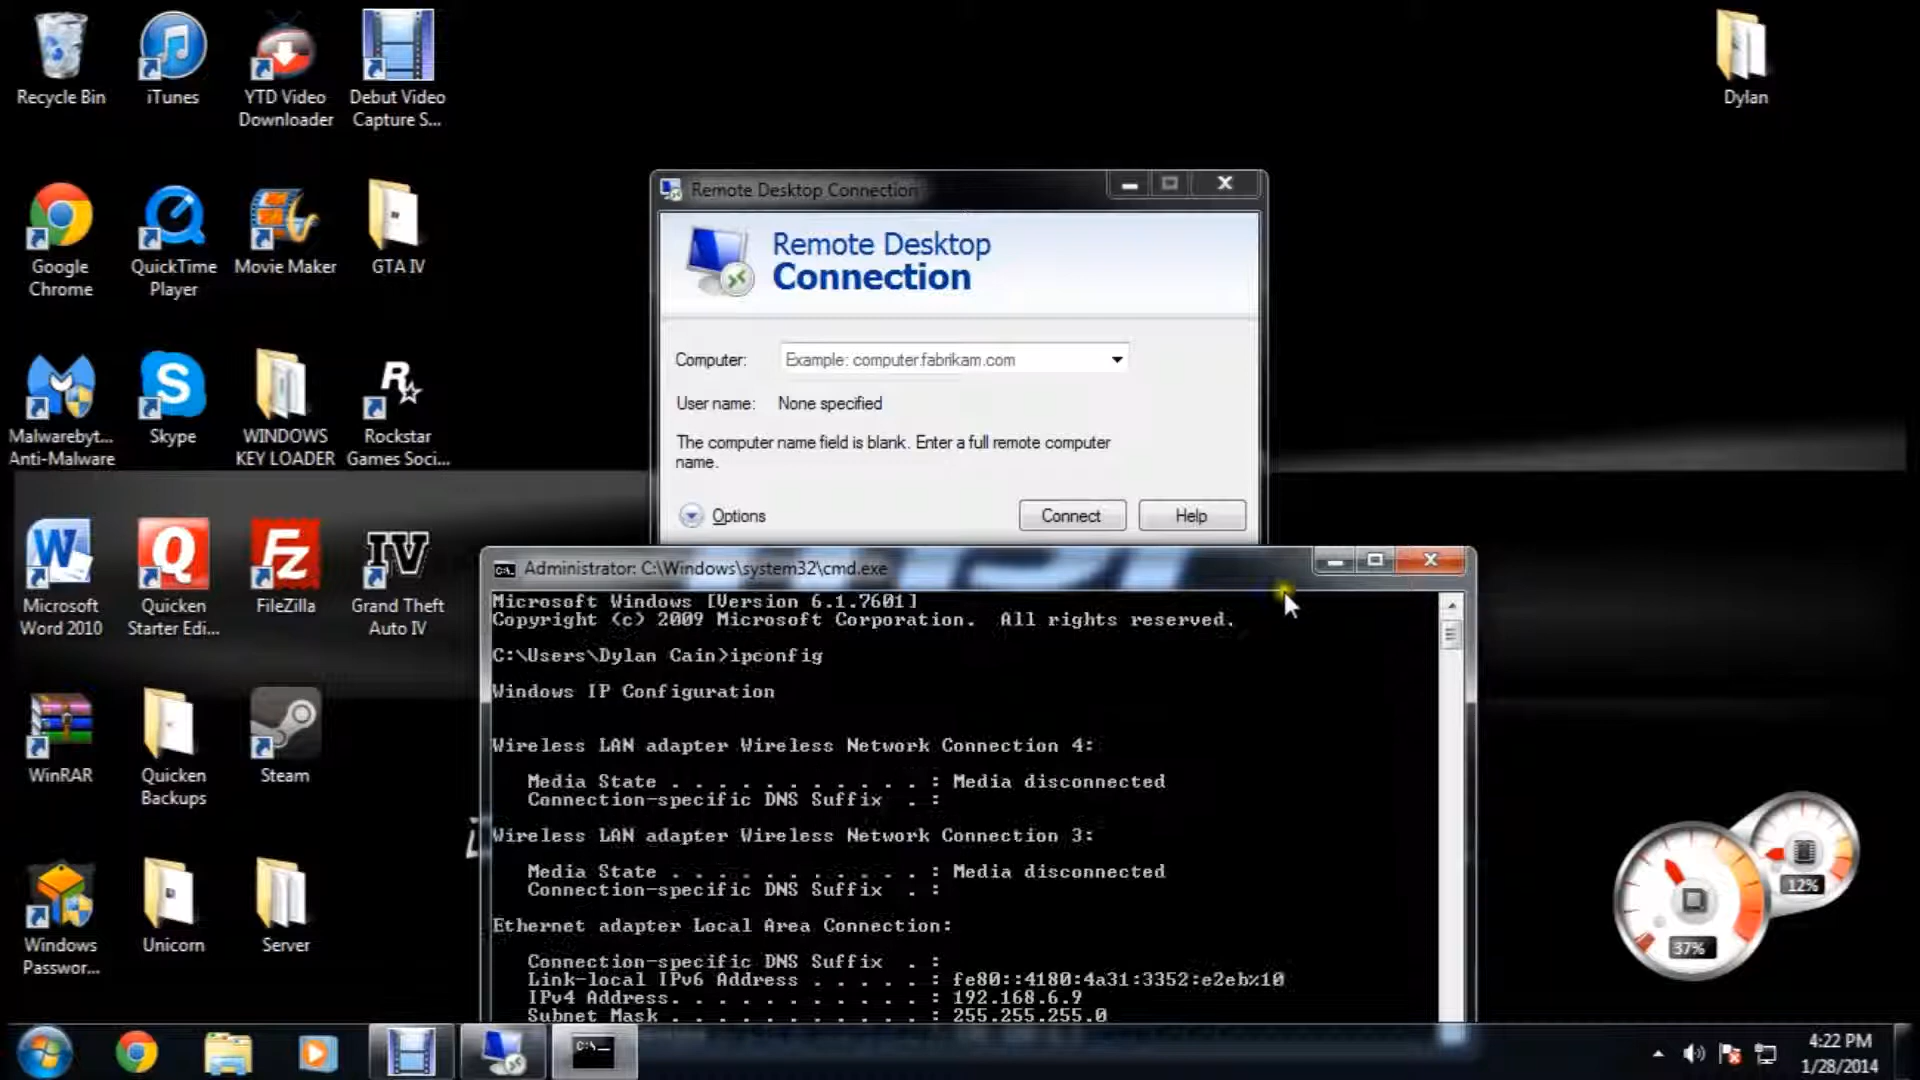 Recycle Bin
iTunes
YTD Video
Downloader
Debut Video
Capture S...
Dylan
Google
Chrome
QuickTime
Player
Movie Maker
GTA IV
Malwarebyt...
Anti-Malware
Skype
WINDOWS
KEY LOADER
Rockstar
Games Soci...
Microsoft
Word 2010
Quicken
Starter Edi...
FileZilla
Grand Theft
Auto IV
WinRAR
Quicken
Backups
Steam
Windows
Passwor...
Unicorn
Server
Remote Desktop Connection
Remote Desktop
Connection
Computer: Example: computer.fabrikam.com
User name: None specified
The computer name field is blank. Enter a full remote computer
name.
Options
Connect
Help
Administrator: C:\Windows\system32\cmd.exe
Microsoft Windows [Version 6.1.7601]
Copyright (c) 2009 Microsoft Corporation.  All rights reserved.
C:\Users\Dylan Cain>ipconfig
Windows IP Configuration
Wireless LAN adapter Wireless Network Connection 4:
Media State . . . . . . . . . . . : Media disconnected
Connection-specific DNS Suffix  . :
Wireless LAN adapter Wireless Network Connection 3:
Media State . . . . . . . . . . . : Media disconnected
Connection-specific DNS Suffix  . :
Ethernet adapter Local Area Connection:
Connection-specific DNS Suffix  . :
Link-local IPv6 Address . . . . . : fe80::4180:4a31:3352:e2eb%10
IPv4 Address. . . . . . . . . . . : 192.168.6.9
Subnet Mask . . . . . . . . . . . : 255.255.255.0
12%
37%
4:22 PM
1/28/2014